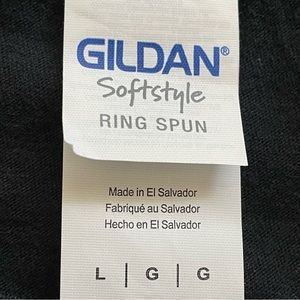 GILDAN®
Softstyle
RING SPUN
Made in El Salvador
Fabriqué au Salvador
Hecho en El Salvador
L | G | G